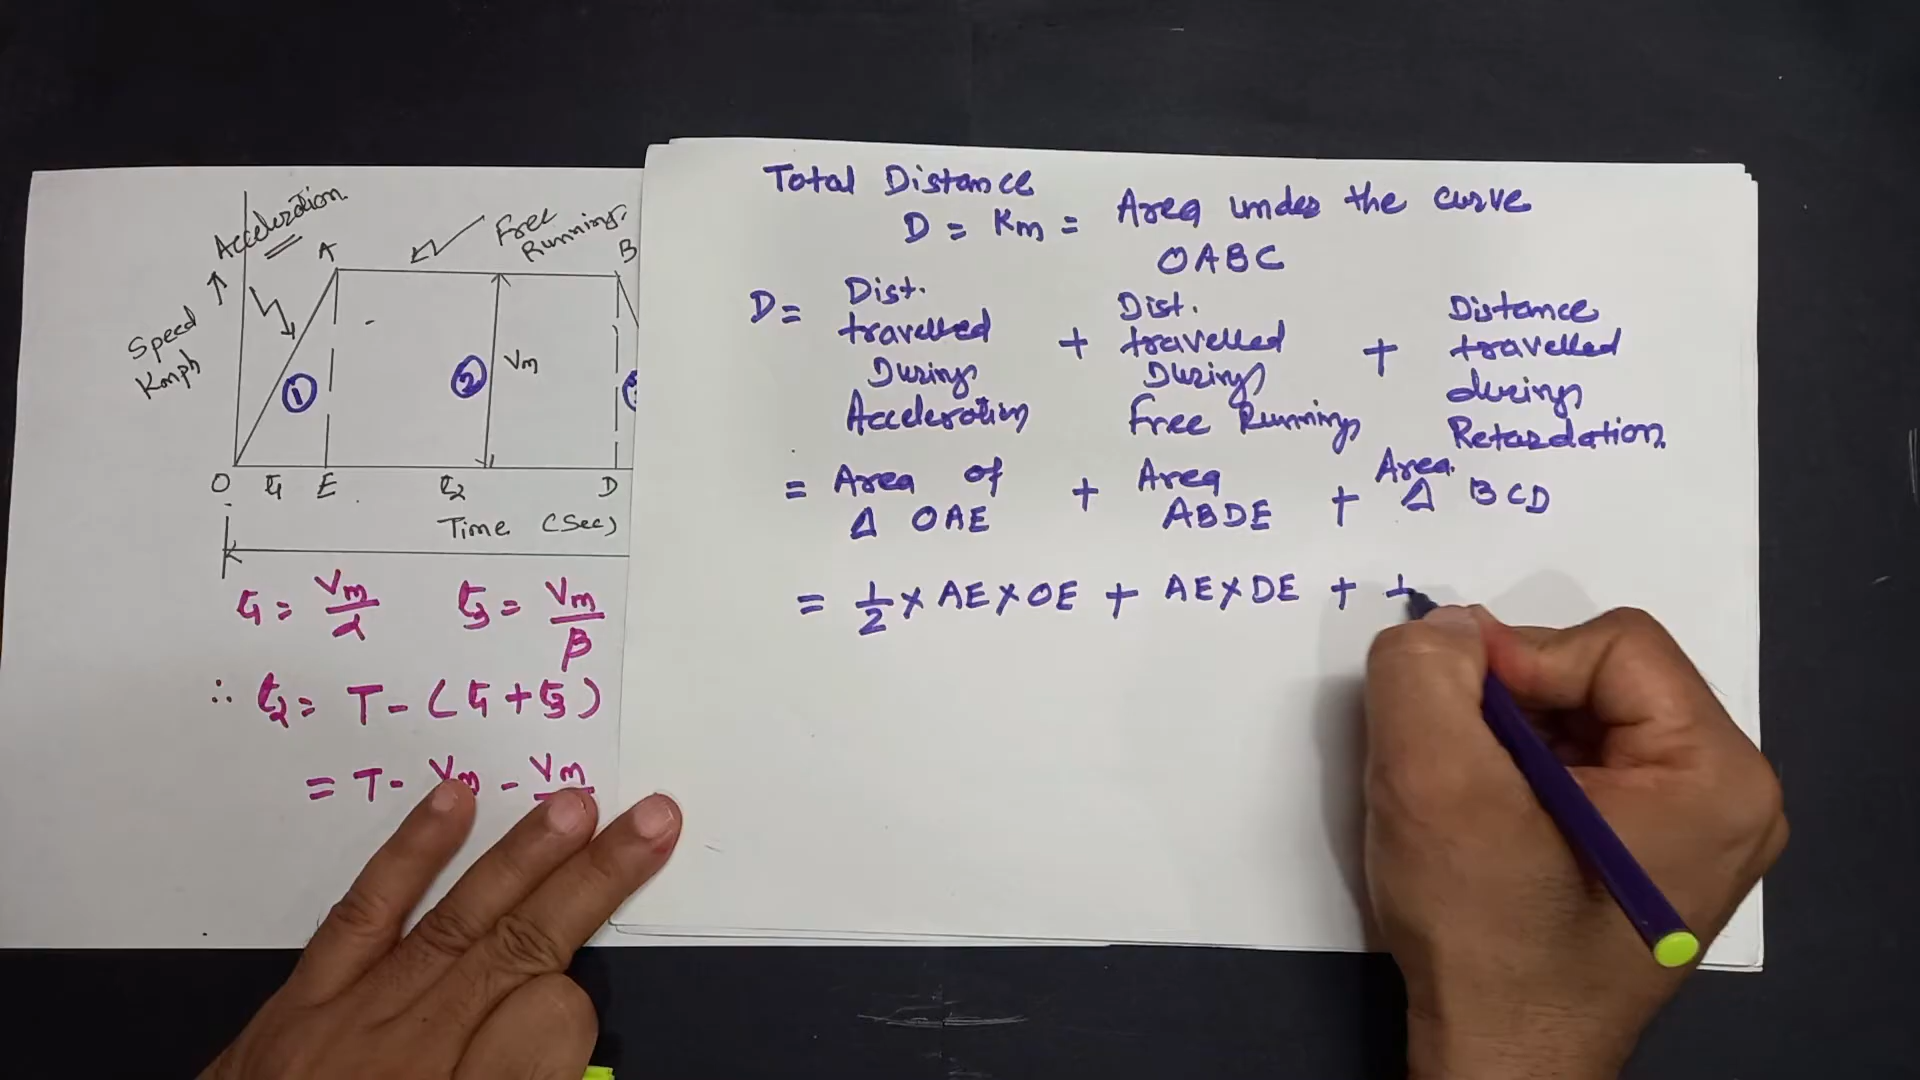 Acceleration
A
Free
Running
B
Speed
Kmph
1
2
Vm
O t1 E t2 D
Time (Sec)
t1 = Vm/α t3 = Vm/β
∴ t2 = T - (t1 + t3)
= T - Vm - Vm
Total Distance
D = Km = Area under the curve
OABC
D = Dist. travelled During Acceleration + Dist. travelled During Free Running + Distance travelled during Retardation.
= Area of Δ OAE + Area ABDE + Area Δ BCD
= 1/2 × AE × OE + AE × DE + 1